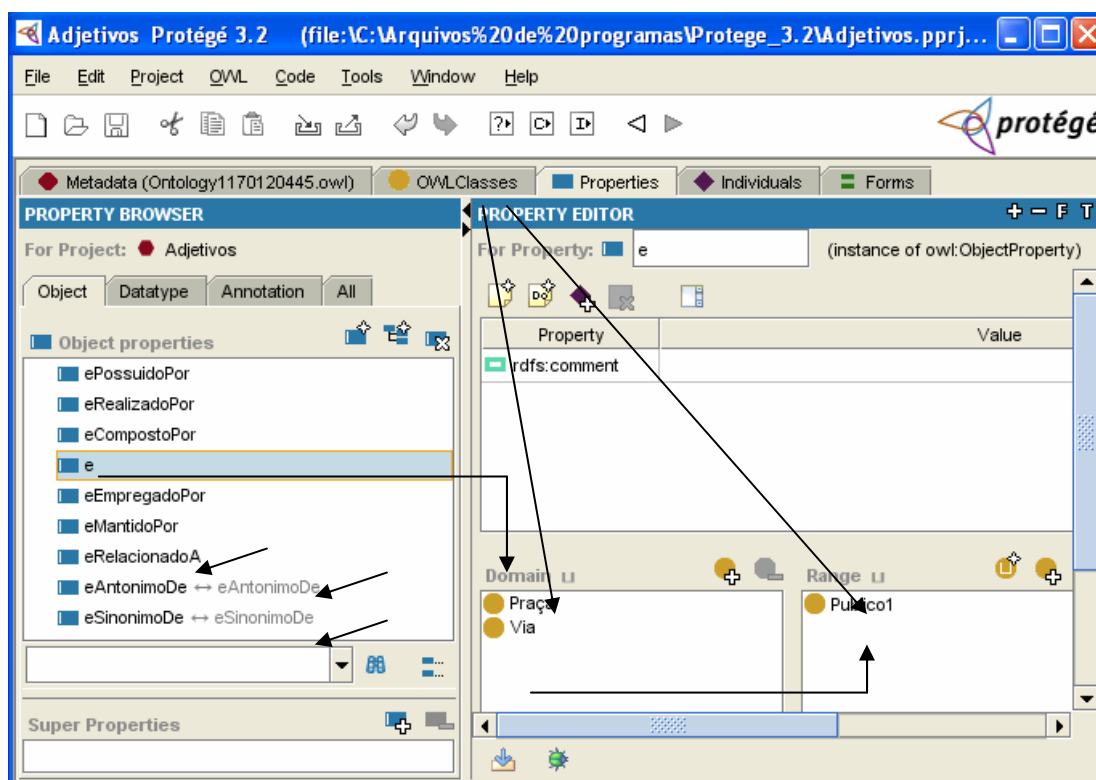 Adjetivos Protégé 3.2 (file:\C:\Arquivos%20de%20programas\Protege_3.2\Adjetivos.pprj...
File Edit Project OWL Code Tools Window Help
protégé
Metadata (Ontology1170120445.owl) OWLClasses Properties Individuals Forms
PROPERTY BROWSER
For Project: Adjetivos
Object Datatype Annotation All
Object properties
ePossuidoPor
eRealizadoPor
eCompostoPor
e
eEmpregadoPor
eMantidoPor
eRelacionadoA
eAntonimoDe ↔ eAntonimoDe
eSinonimoDe ↔ eSinonimoDe
Super Properties
PROPERTY EDITOR + − F T
For Property: e (instance of owl:ObjectProperty)
Property Value
rdfs:comment
Domain ⊔
Praça
Via
Range ⊔
Publico1